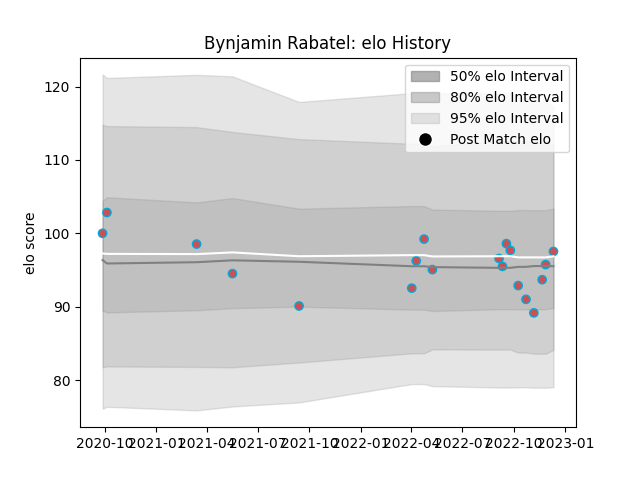 Bynjamin Rabatel: elo History
50% elo Interval
80% elo Interval
95% elo Interval
Post Match elo
elo score
120
110
100
90
80
2020-10 2021-01 2021-04 2021-07 2021-10 2022-01 2022-04 2022-07 2022-10 2023-01